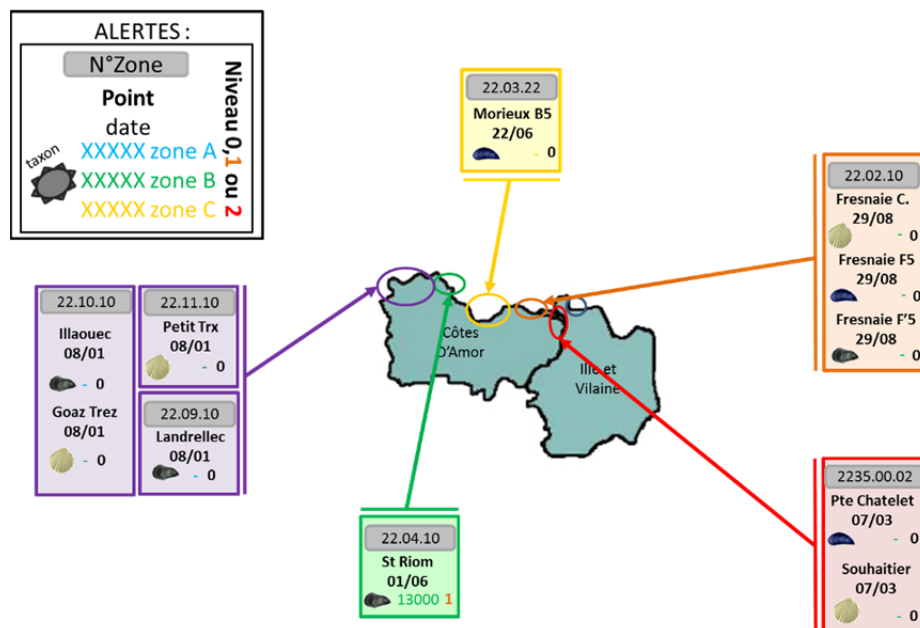 ALERTES :
N°Zone
Point
date
taxon
XXXXX zone A
XXXXX zone B
XXXXX zone C
Niveau 0,1 ou 2
22.03.22
Morieux B5
22/06
- 0
22.02.10
Fresnaie C.
29/08
- 0
Fresnaie F5
29/08
- 0
Fresnaie F'5
29/08
- 0
22.10.10
Illaouec
08/01
- 0
Goaz Trez
08/01
- 0
22.11.10
Petit Trx
08/01
- 0
22.09.10
Landrellec
08/01
- 0
Côtes
D'Amor
Ille et
Vilaine
22.04.10
St Riom
01/06
13000 1
2235.00.02
Pte Chatelet
07/03
- 0
Souhaitier
07/03
- 0